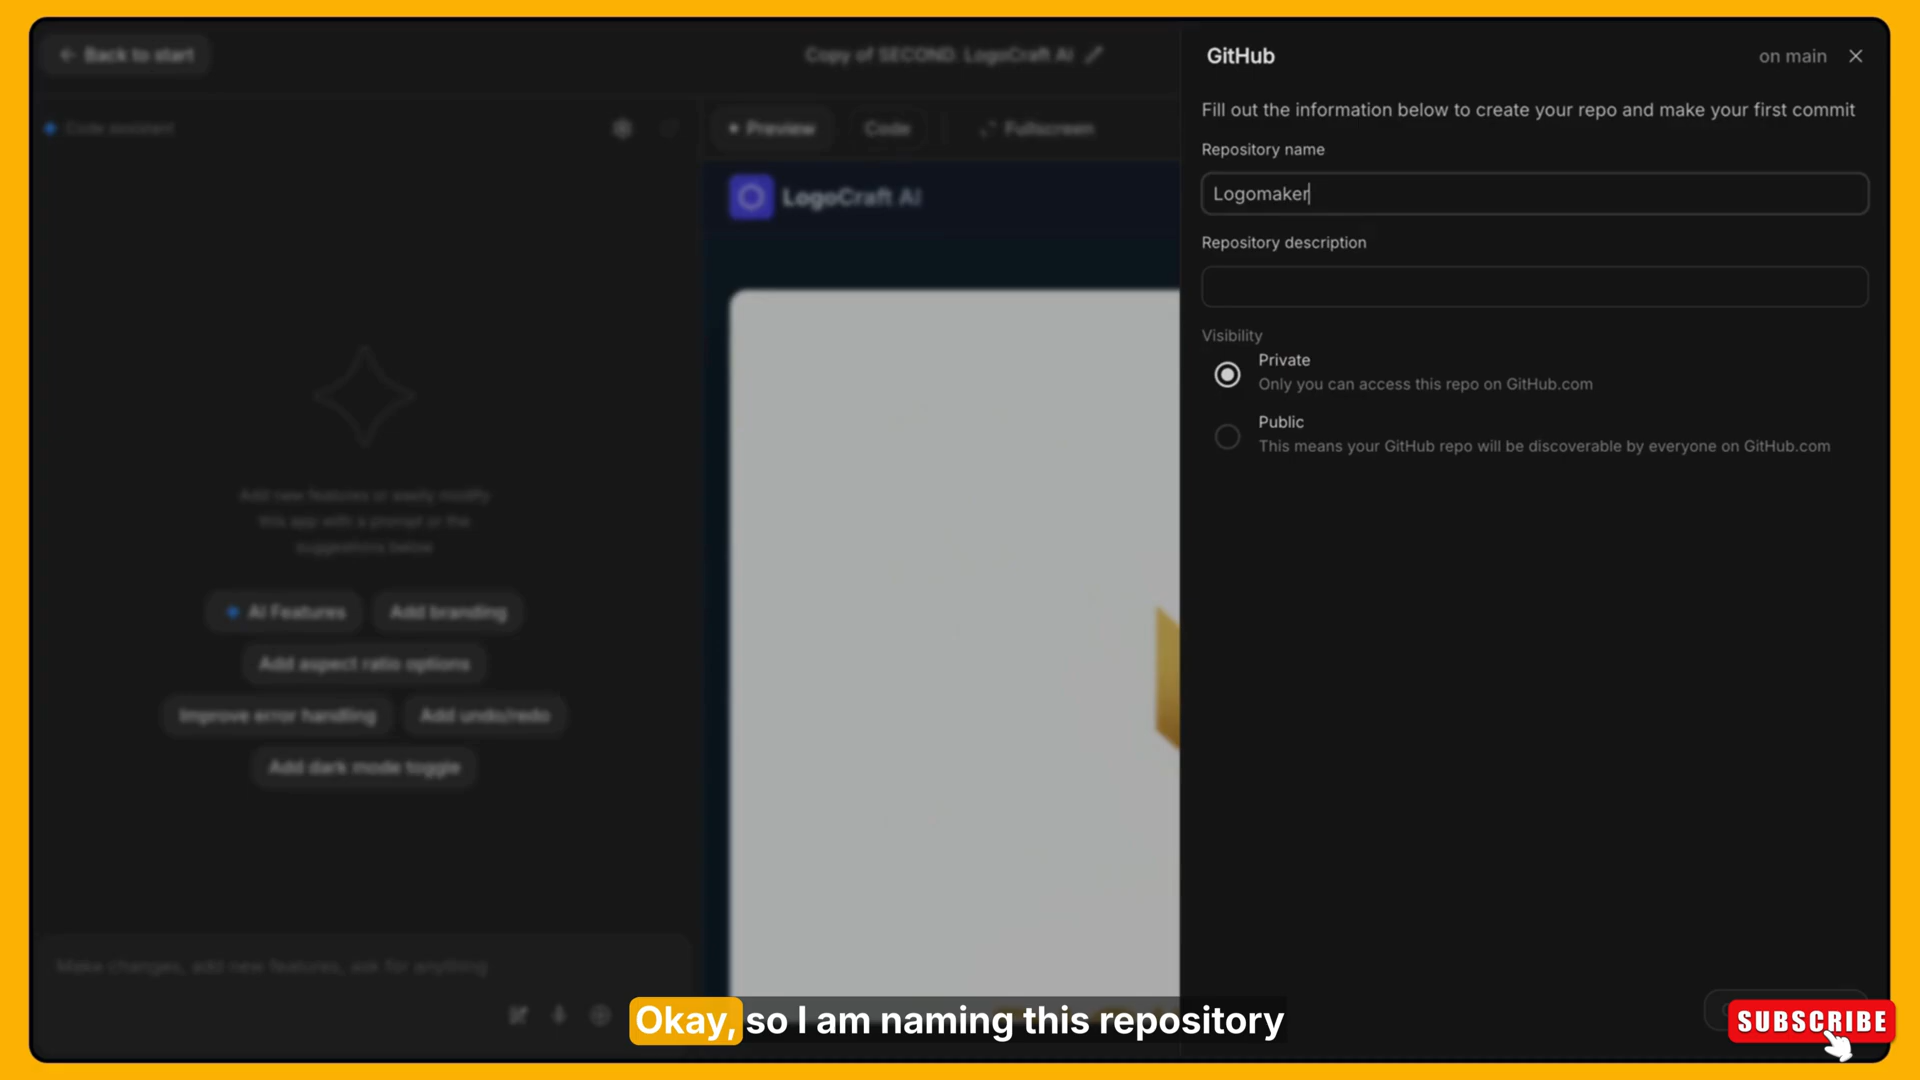 ← Back to start
Copy of SECOND: LogoCraft AI
GitHub
on main
Code assistant
Preview
Code
Fullscreen
LogoCraft AI
Fill out the information below to create your repo and make your first commit
Repository name
Logomaker
Repository description
Visibility
Private
Only you can access this repo on GitHub.com
Public
This means your GitHub repo will be discoverable by everyone on GitHub.com
Add new features or easily modify
this app with a prompt or the
suggestions below
AI Features
Add branding
Add aspect ratio options
Improve error handling
Add undo/redo
Add dark mode toggle
Make changes, add new features, ask for anything
Okay, so I am naming this repository
SUBSCRIBE